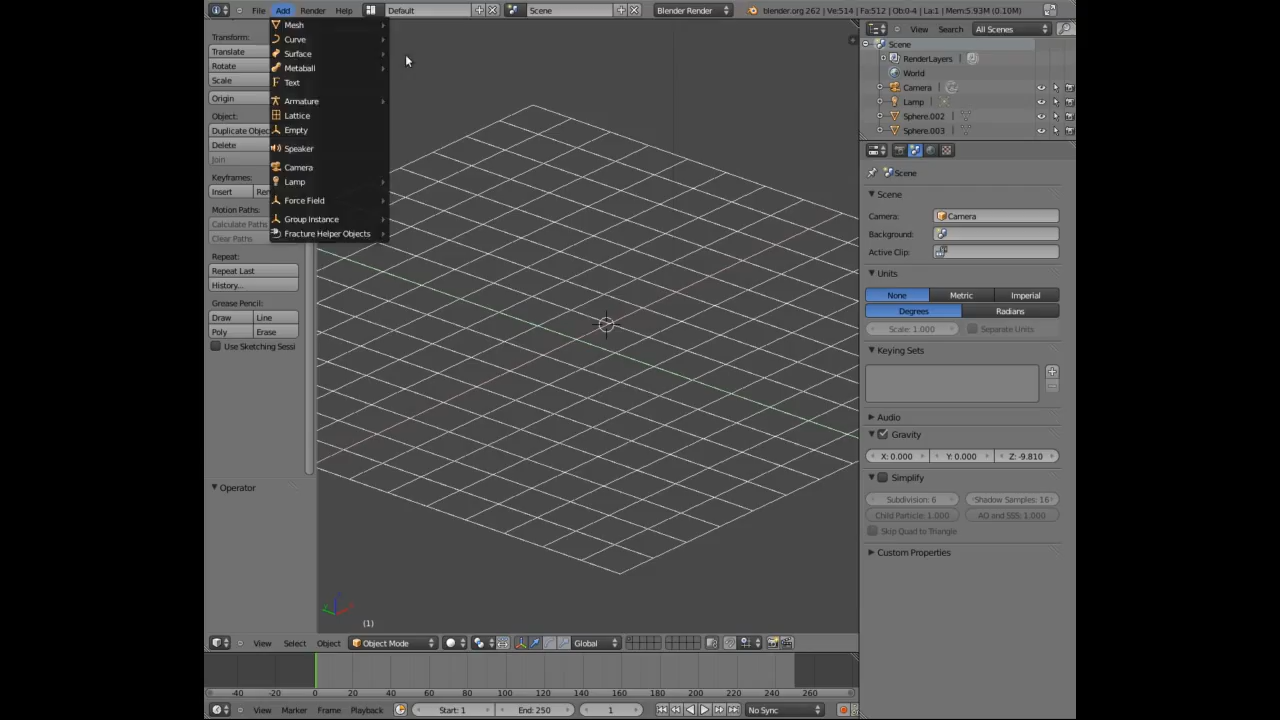 File Add Render Help Default Scene Blender Render blender.org 262 | Ve:514 | Fa:512 | Ob:0-4 | La:1 | Mem:5.93M (0.10M)
Mesh
Curve
Surface
Metaball
Text
Armature
Lattice
Empty
Speaker
Camera
Lamp
Force Field
Group Instance
Fracture Helper Objects
Transform:
Translate
Rotate
Scale
Origin
Object:
Duplicate Objec
Delete
Join
Keyframes:
Insert
Motion Paths:
Calculate Paths
Clear Paths
Repeat:
Repeat Last
History...
Grease Pencil:
Draw Line
Poly Erase
Use Sketching Sessi
Operator
(1)
View Select Object Object Mode Global
-40 -20 0 20 40 60 80 100 120 140 160 180 200 220 240 260
View Marker Frame Playback Start: 1 End: 250 1 No Sync
View Search All Scenes
Scene
RenderLayers
World
Camera
Lamp
Sphere.002
Sphere.003
Scene
Scene
Camera: Camera
Background:
Active Clip:
Units
None Metric Imperial
Degrees Radians
Scale: 1.000 Separate Units
Keying Sets
Audio
Gravity
X: 0.000 Y: 0.000 Z: -9.810
Simplify
Subdivision: 6 Shadow Samples: 16
Child Particle: 1.000 AO and SSS: 1.000
Skip Quad to Triangle
Custom Properties